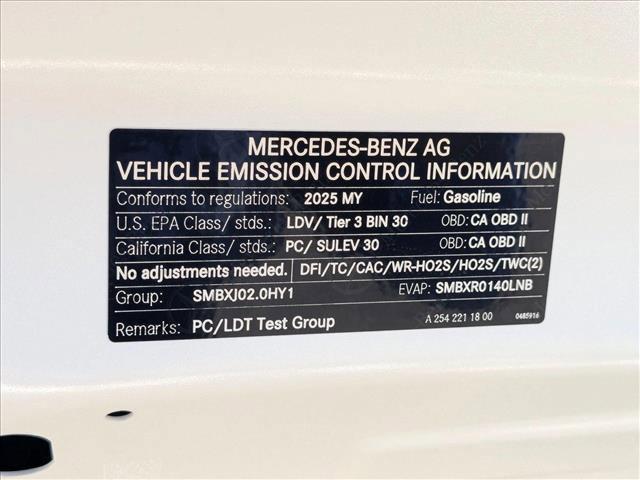 MERCEDES-BENZ AG
VEHICLE EMISSION CONTROL INFORMATION
Conforms to regulations: 2025 MY Fuel: Gasoline
U.S. EPA Class/ stds.: LDV/ Tier 3 BIN 30 OBD: CA OBD II
California Class/ stds.: PC/ SULEV 30 OBD: CA OBD II
No adjustments needed. DFI/TC/CAC/WR-HO2S/HO2S/TWC(2)
Group: SMBXJ02.0HY1 EVAP: SMBXR0140LNB
Remarks: PC/LDT Test Group A 254 221 18 00 0485916